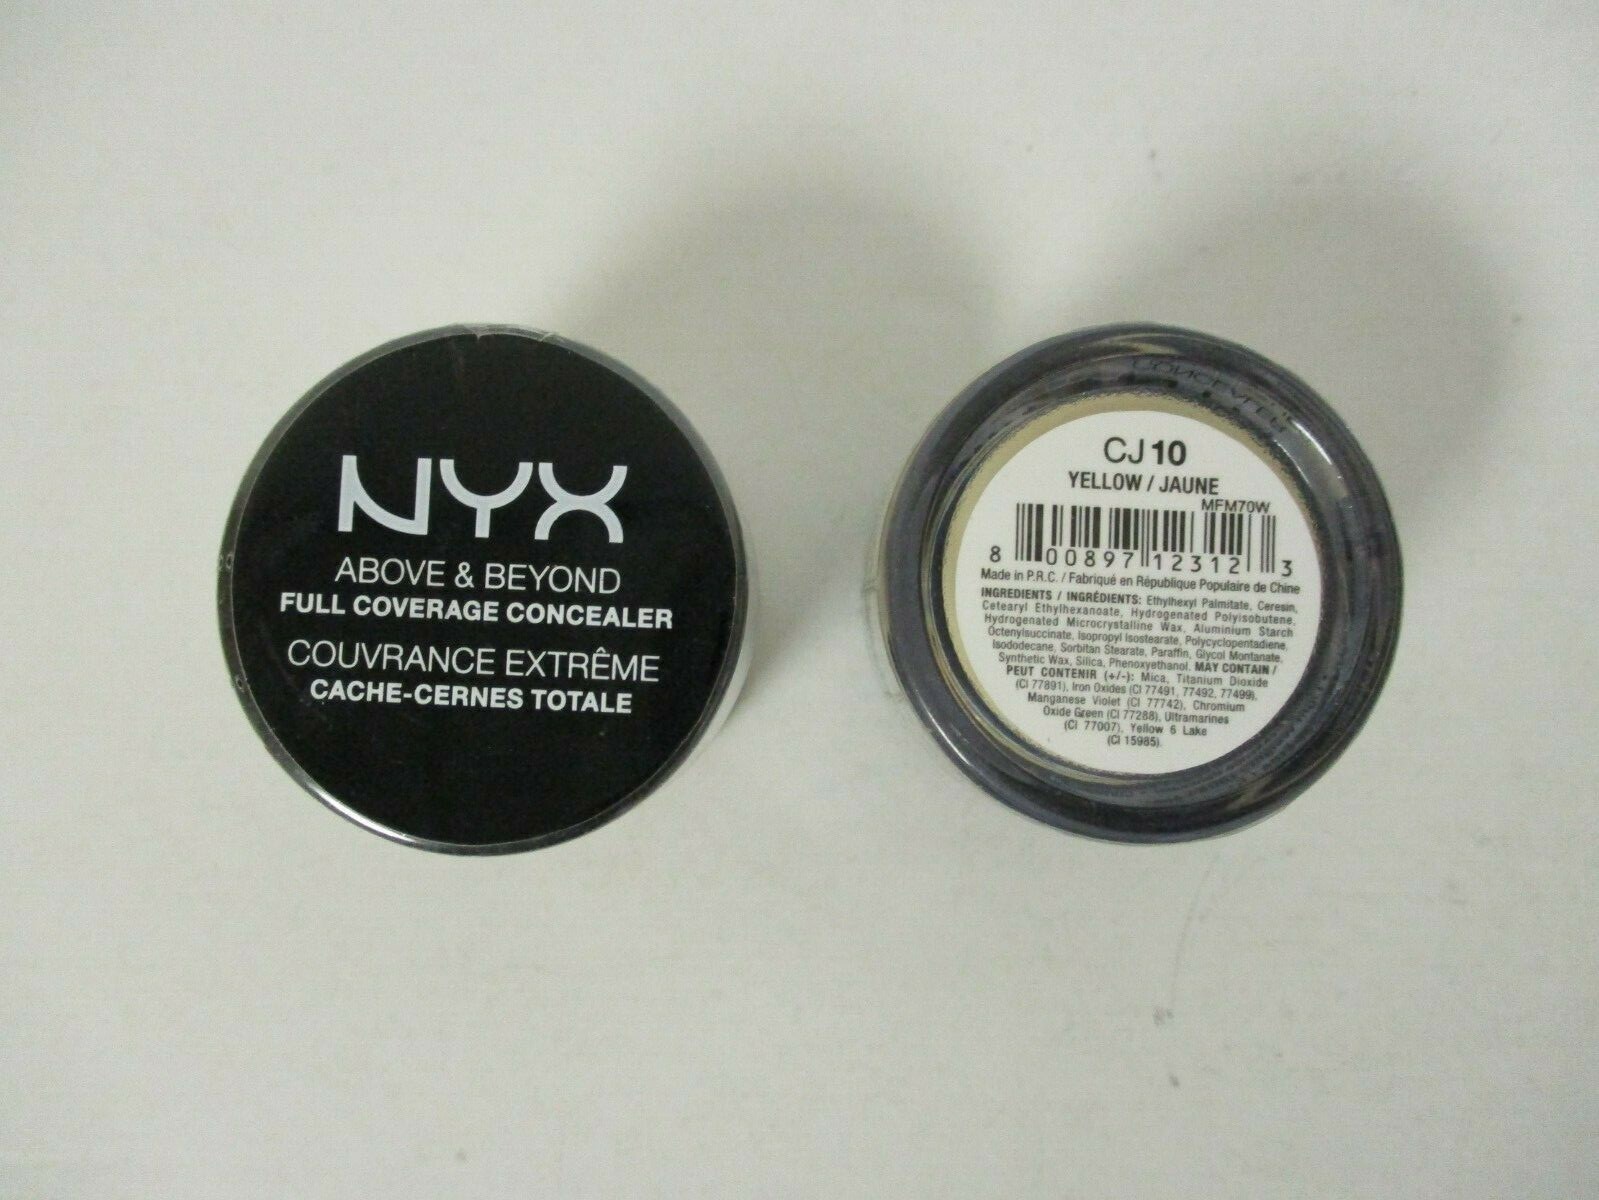 NYX
ABOVE & BEYOND
FULL COVERAGE CONCEALER
COUVRANCE EXTRÊME
CACHE-CERNES TOTALE
CJ 10
YELLOW / JAUNE
MFM70W
8 00897 12312 3
Made in P.R.C. / Fabriqué en République Populaire de Chine
INGREDIENTS / INGRÉDIENTS: Ethylhexyl Palmitate, Ceresin,
Cetearyl Ethylhexanoate, Hydrogenated Polyisobutene,
Hydrogenated Microcrystalline Wax, Aluminium Starch
Octenylsuccinate, Isopropyl Isostearate, Polycyclopentadiene,
Isododecane, Sorbitan Stearate, Paraffin, Glycol Montanate,
Synthetic Wax, Silica, Phenoxyethanol. MAY CONTAIN /
PEUT CONTENIR (+/-): Mica, Titanium Dioxide
(CI 77891), Iron Oxides (CI 77491, 77492, 77499),
Manganese Violet (CI 77742), Chromium
Oxide Green (CI 77288), Ultramarines
(CI 77007), Yellow 6 Lake
(CI 15985).